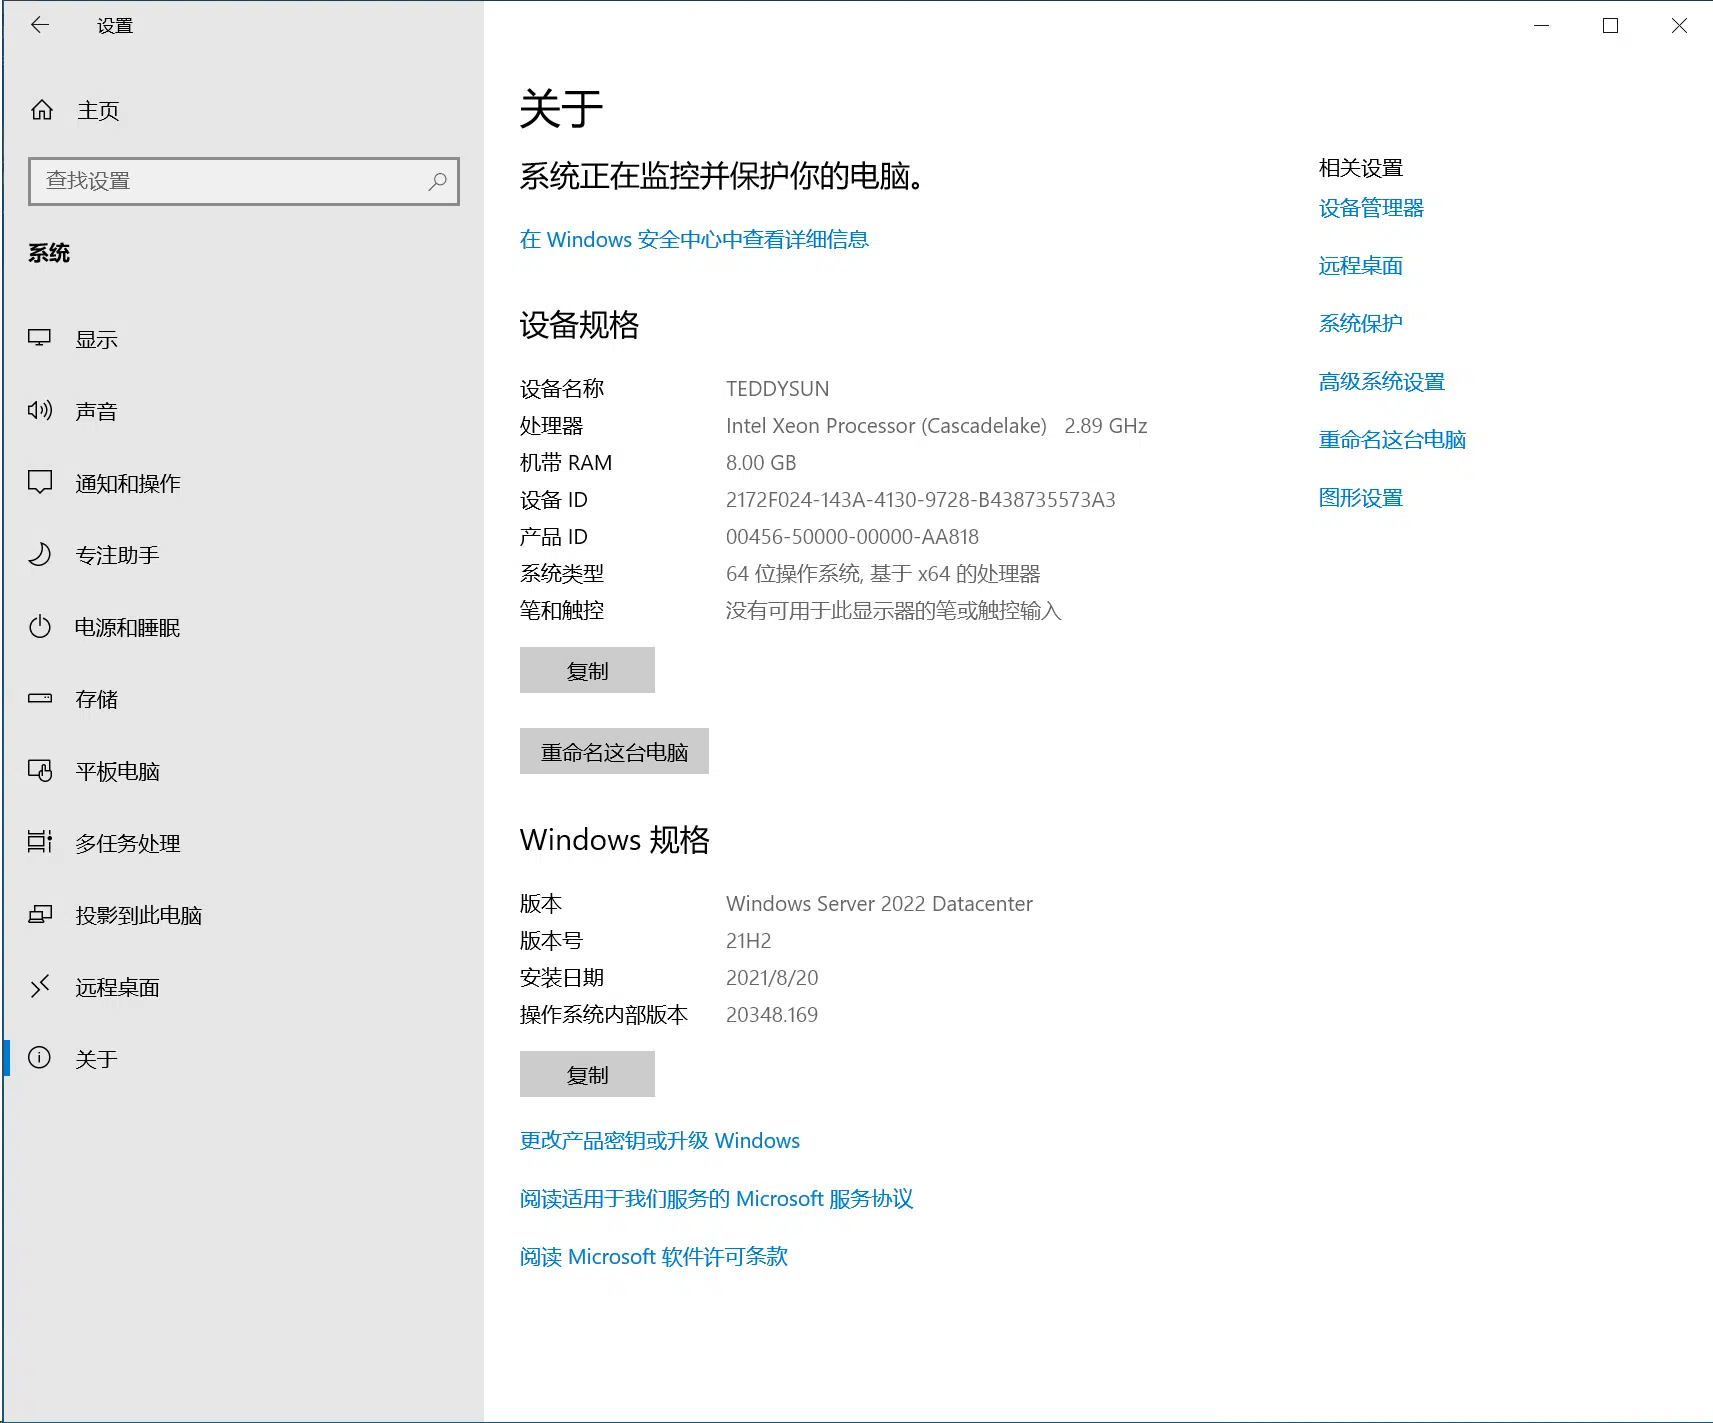 设置
主页
查找设置
系统
显示
声音
通知和操作
专注助手
电源和睡眠
存储
平板电脑
多任务处理
投影到此电脑
远程桌面
关于
关于
系统正在监控并保护你的电脑。
在 Windows 安全中心中查看详细信息
设备规格
设备名称 TEDDYSUN
处理器 Intel Xeon Processor (Cascadelake) 2.89 GHz
机带 RAM 8.00 GB
设备 ID 2172F024-143A-4130-9728-B438735573A3
产品 ID 00456-50000-00000-AA818
系统类型 64 位操作系统, 基于 x64 的处理器
笔和触控 没有可用于此显示器的笔或触控输入
复制
重命名这台电脑
Windows 规格
版本 Windows Server 2022 Datacenter
版本号 21H2
安装日期 2021/8/20
操作系统内部版本 20348.169
复制
更改产品密钥或升级 Windows
阅读适用于我们服务的 Microsoft 服务协议
阅读 Microsoft 软件许可条款
相关设置
设备管理器
远程桌面
系统保护
高级系统设置
重命名这台电脑
图形设置